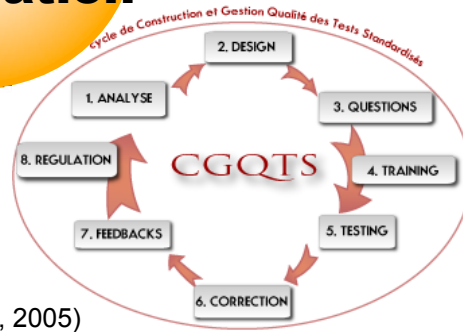 cycle de Construction et Gestion Qualité des Tests Standardisés
2. DESIGN
1. ANALYSE
3. QUESTIONS
8. REGULATION
CGQTS
4. TRAINING
7. FEEDBACKS
5. TESTING
6. CORRECTION
, 2005)